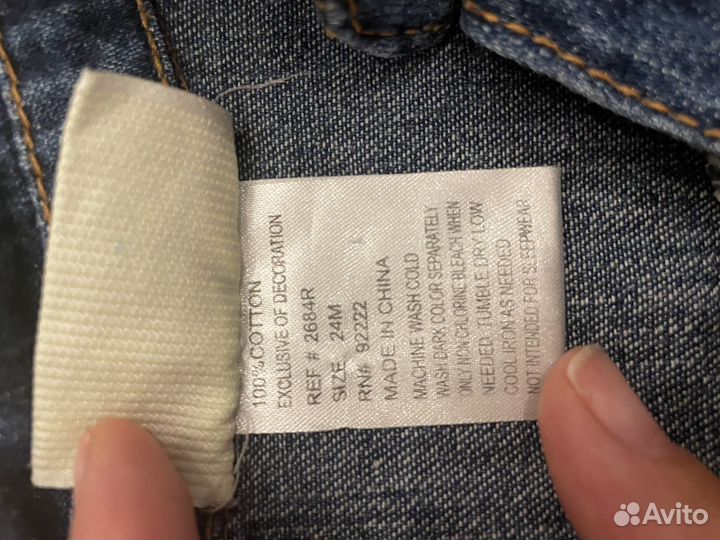 100% COTTON
EXCLUSIVE OF DECORATION
REF # 2684R
SIZE 24M
RN# 92222
MADE IN CHINA
MACHINE WASH COLD
WASH DARK COLOR SEPARATELY
ONLY NON CHLORINE BLEACH WHEN
NEEDED TUMBLE DRY LOW
COOL IRON AS NEEDED
NOT INTENDED FOR SLEEPWEAR
Avito